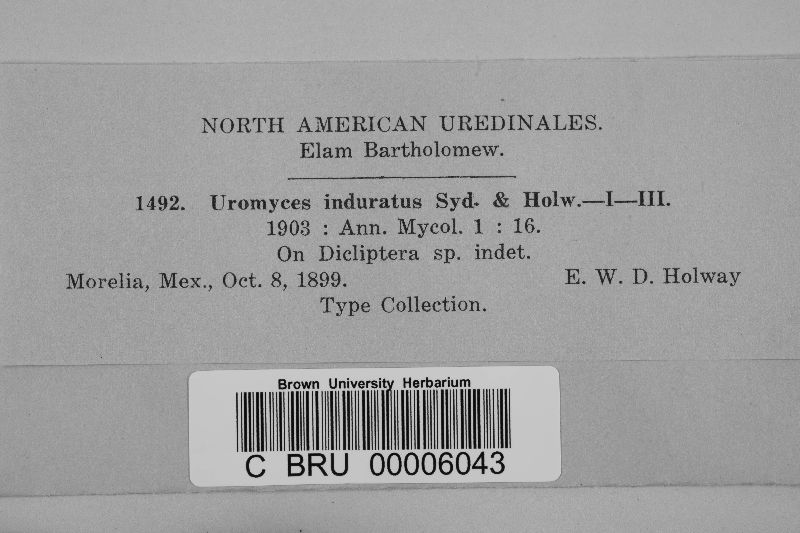 NORTH AMERICAN UREDINALES.
Elam Bartholomew.
1492. Uromyces induratus Syd. & Holw.—I—III.
1903 : Ann. Mycol. 1 : 16.
On Dicliptera sp. indet.
Morelia, Mex., Oct. 8, 1899. E. W. D. Holway
Type Collection.
Brown University Herbarium
C BRU 00006043